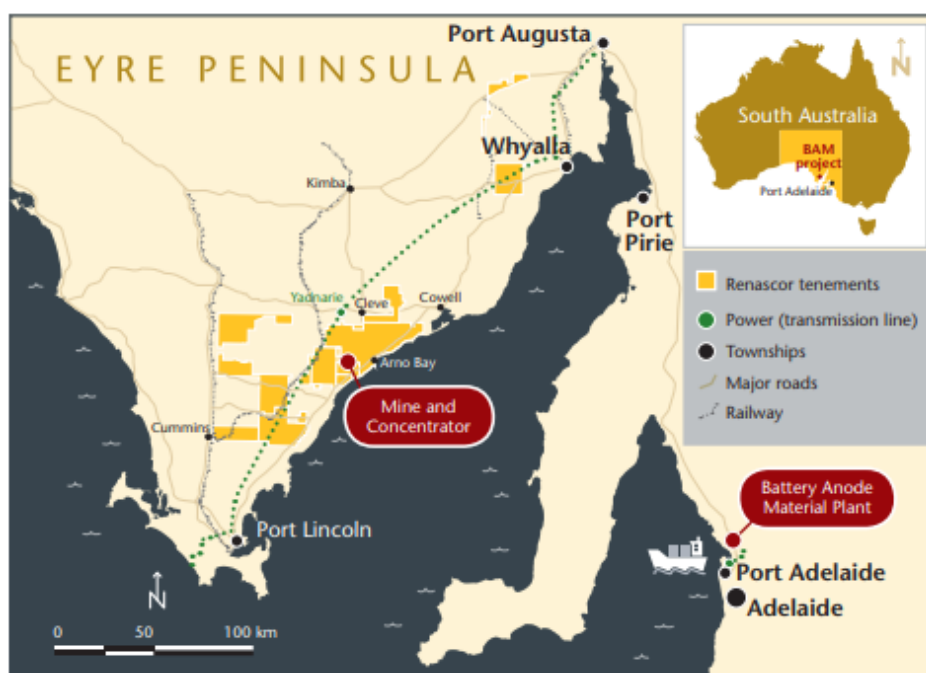 EYRE PENINSULA
Port Augusta
Whyalla
Kimba
Port
Pirie
Yadnarie
Cleve
Cowell
Arno Bay
Mine and
Concentrator
Cummins
Port Lincoln
N
0 50 100 km
N
South Australia
BAM
project
Port Adelaide
Renascor tenements
Power (transmission line)
Townships
Major roads
Railway
Battery Anode
Material Plant
Port Adelaide
Adelaide